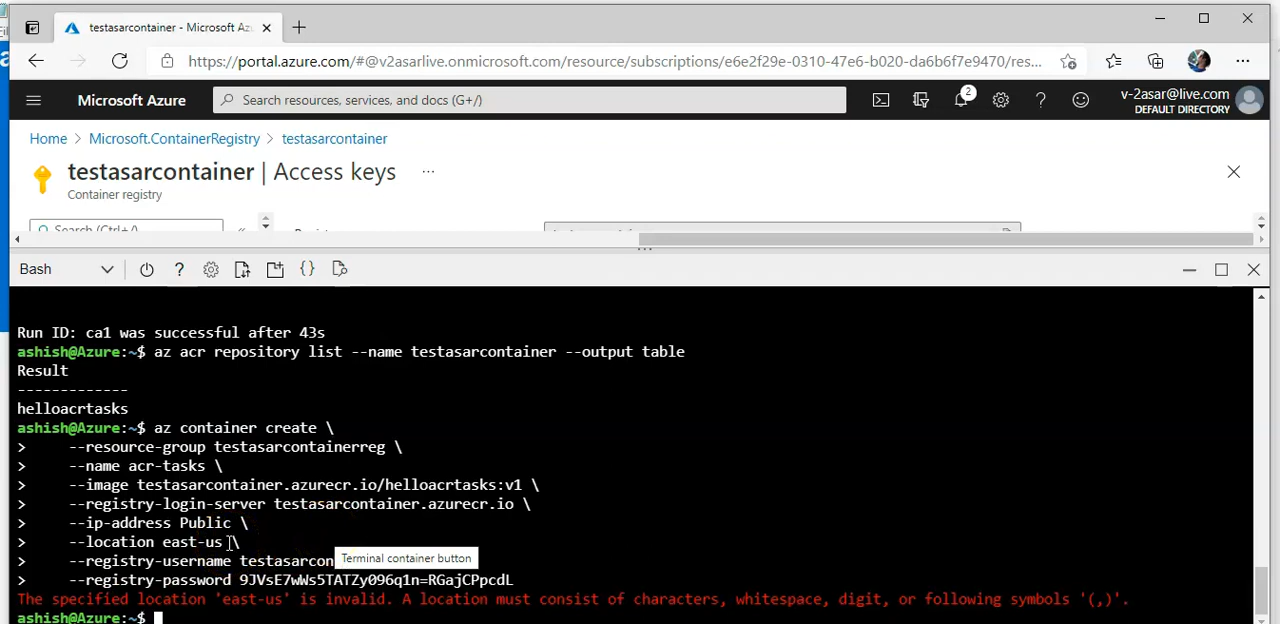 testasarcontainer - Microsoft Az
https://portal.azure.com/#@v2asarlive.onmicrosoft.com/resource/subscriptions/e6e2f29e-0310-47e6-b020-da6b6f7e9470/res...
Microsoft Azure
Search resources, services, and docs (G+/)
2
v-2asar@live.com
DEFAULT DIRECTORY
Home > Microsoft.ContainerRegistry > testasarcontainer
testasarcontainer | Access keys ...
Container registry
Search (Ctrl+/)
Bash
Run ID: ca1 was successful after 43s
ashish@Azure:~$ az acr repository list --name testasarcontainer --output table
Result
-------------
helloacrtasks
ashish@Azure:~$ az container create \
> --resource-group testasarcontainerreg \
> --name acr-tasks \
> --image testasarcontainer.azurecr.io/helloacrtasks:v1 \
> --registry-login-server testasarcontainer.azurecr.io \
> --ip-address Public \
> --location east-us \
> --registry-username testasarcon
Terminal container button
> --registry-password 9JVsE7wWs5TATZy096q1n=RGajCPpcdL
The specified location 'east-us' is invalid. A location must consist of characters, whitespace, digit, or following symbols '(,)'.
ashish@Azure:~$